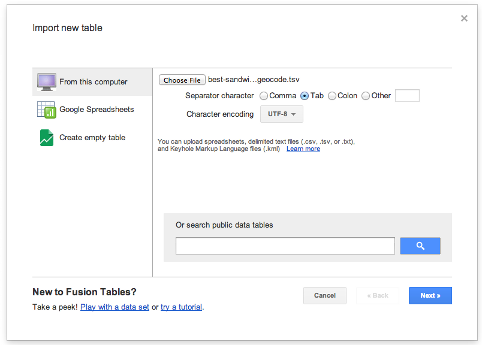 Import new table
From this computer
Google Spreadsheets
Create empty table
Choose File best-sandwi...geocode.tsv
Separator character Comma Tab Colon Other
Character encoding UTF-8
You can upload spreadsheets, delimited text files (.csv, .tsv, or .txt),
and Keyhole Markup Language files (.kml) Learn more
Or search public data tables
New to Fusion Tables?
Take a peek! Play with a data set or try a tutorial.
Cancel « Back Next »